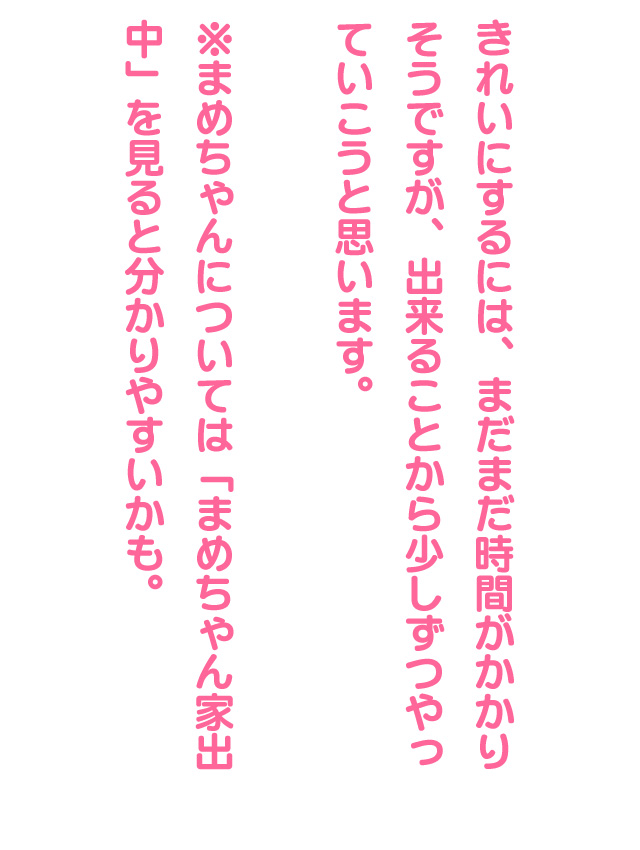 きれいにするには、まだまだ時間がかかり
そうですが、出来ることから少しずつやっ
ていこうと思います。
※まめちゃんについては「まめちゃん家出
中」を見ると分かりやすいかも。